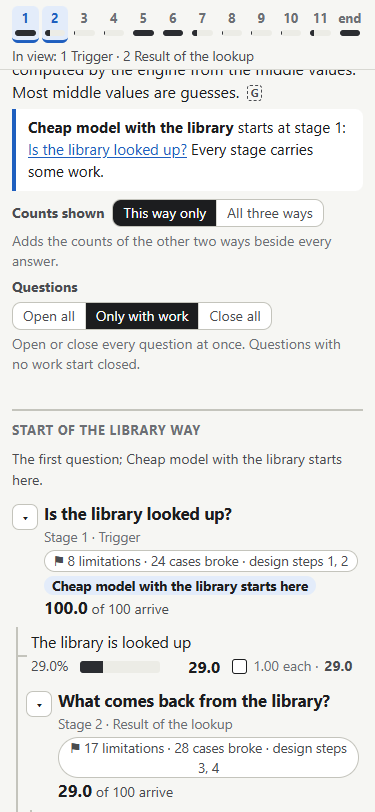 1 2 3 4 5 6 7 8 9 10 11 end
In view: 1 Trigger · 2 Result of the lookup
computed by the engine from the middle values.
Most middle values are guesses. G
Cheap model with the library starts at stage 1:
Is the library looked up? Every stage carries
some work.
Counts shown This way only All three ways
Adds the counts of the other two ways beside every
answer.
Questions
Open all Only with work Close all
Open or close every question at once. Questions with
no work start closed.
START OF THE LIBRARY WAY
The first question; Cheap model with the library starts
here.
Is the library looked up?
Stage 1 · Trigger
⚑ 8 limitations · 24 cases broke · design steps 1, 2
Cheap model with the library starts here
100.0 of 100 arrive
The library is looked up
29.0% 29.0 1.00 each · 29.0
What comes back from the library?
Stage 2 · Result of the lookup
⚑ 17 limitations · 28 cases broke · design steps
3, 4
29.0 of 100 arrive